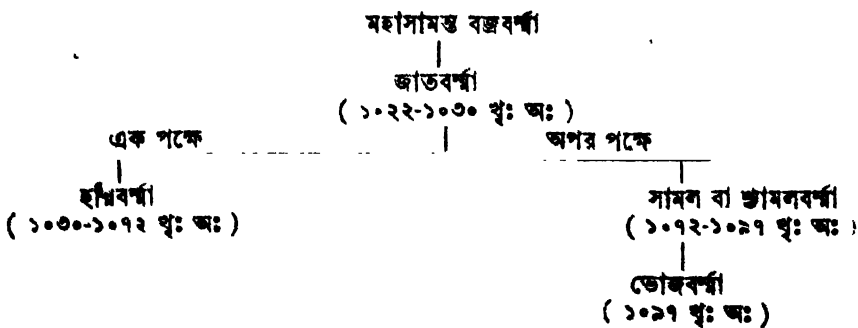 মহাসামন্ত বজ্রবর্ম্মা
জাতবর্ম্মা
( ১০২২-১০৩০ খৃঃ অঃ )
এক পক্ষে অপর পক্ষে
হরিবর্ম্মা সামল বা শ্যামলবর্ম্মা
( ১০৩০-১০৭২ খৃঃ অঃ ) ( ১০৭২-১০৯৭ খৃঃ অঃ )
ভোজবর্ম্মা
( ১০৯৭ খৃঃ অঃ )